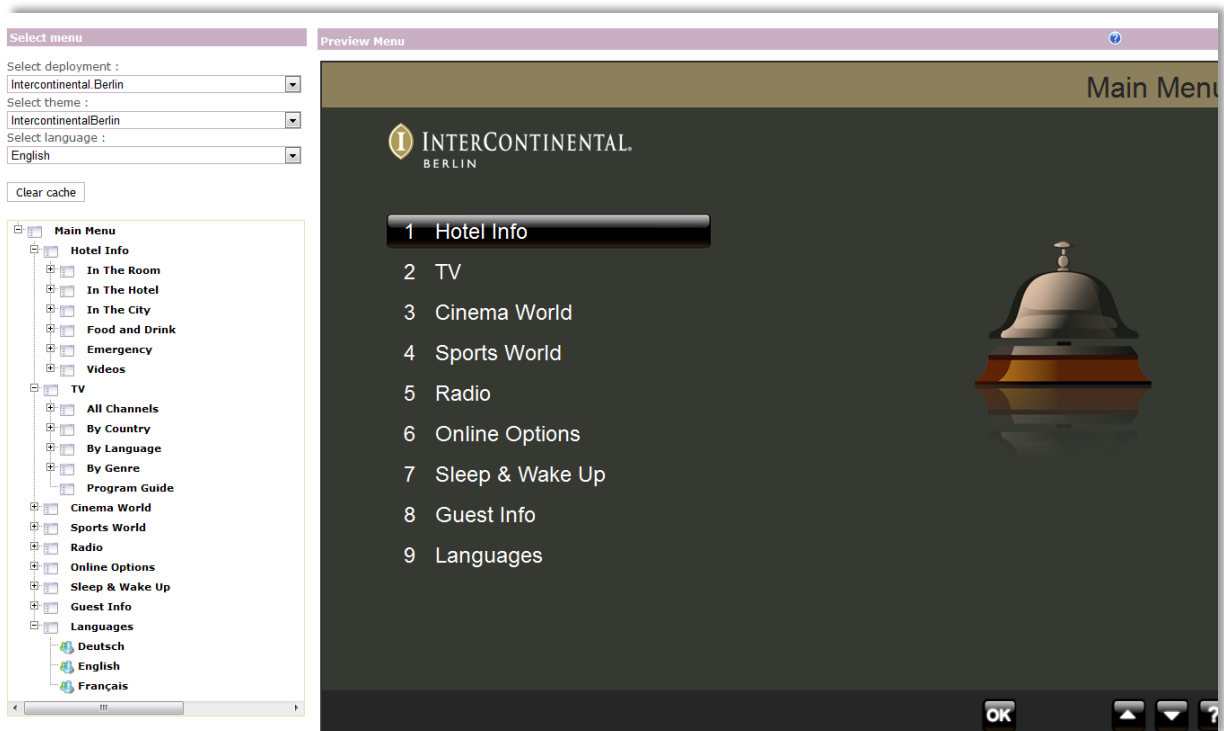 Select menu
Select deployment :
Intercontinental.Berlin
Select theme :
IntercontinentalBerlin
Select language :
English
Clear cache
Main Menu
Hotel Info
In The Room
In The Hotel
In The City
Food and Drink
Emergency
Videos
TV
All Channels
By Country
By Language
By Genre
Program Guide
Cinema World
Sports World
Radio
Online Options
Sleep & Wake Up
Guest Info
Languages
Deutsch
English
Français
Preview Menu
?
Main Menu
I INTERCONTINENTAL.
BERLIN
1 Hotel Info
2 TV
3 Cinema World
4 Sports World
5 Radio
6 Online Options
7 Sleep & Wake Up
8 Guest Info
9 Languages
OK ?